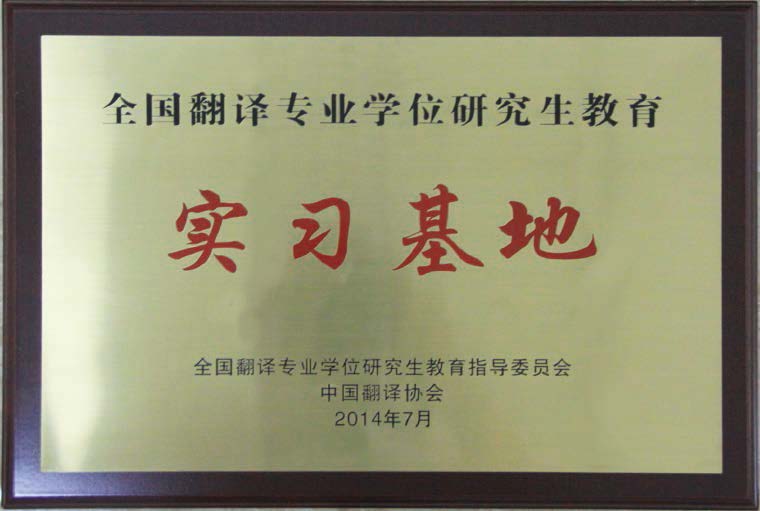 全国翻译专业学位研究生教育
实习基地
全国翻译专业学位研究生教育指导委员会
中国翻译协会
2014年7月